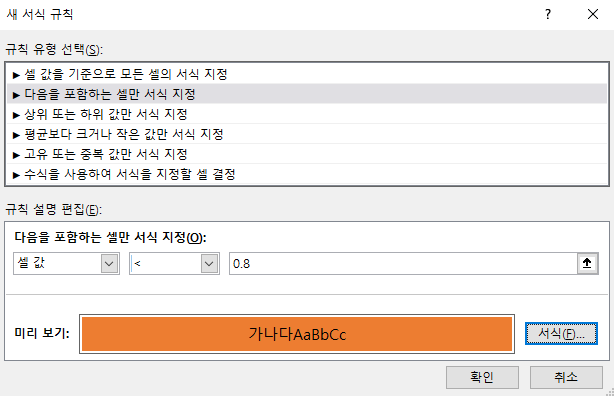 새 서식 규칙
?
규칙 유형 선택(S):
► 셀 값을 기준으로 모든 셀의 서식 지정
► 다음을 포함하는 셀만 서식 지정
► 상위 또는 하위 값만 서식 지정
► 평균보다 크거나 작은 값만 서식 지정
► 고유 또는 중복 값만 서식 지정
► 수식을 사용하여 서식을 지정할 셀 결정
규칙 설명 편집(E):
다음을 포함하는 셀만 서식 지정(O):
셀 값 < 0.8
미리 보기: 가나다AaBbCc 서식(F)...
확인 취소